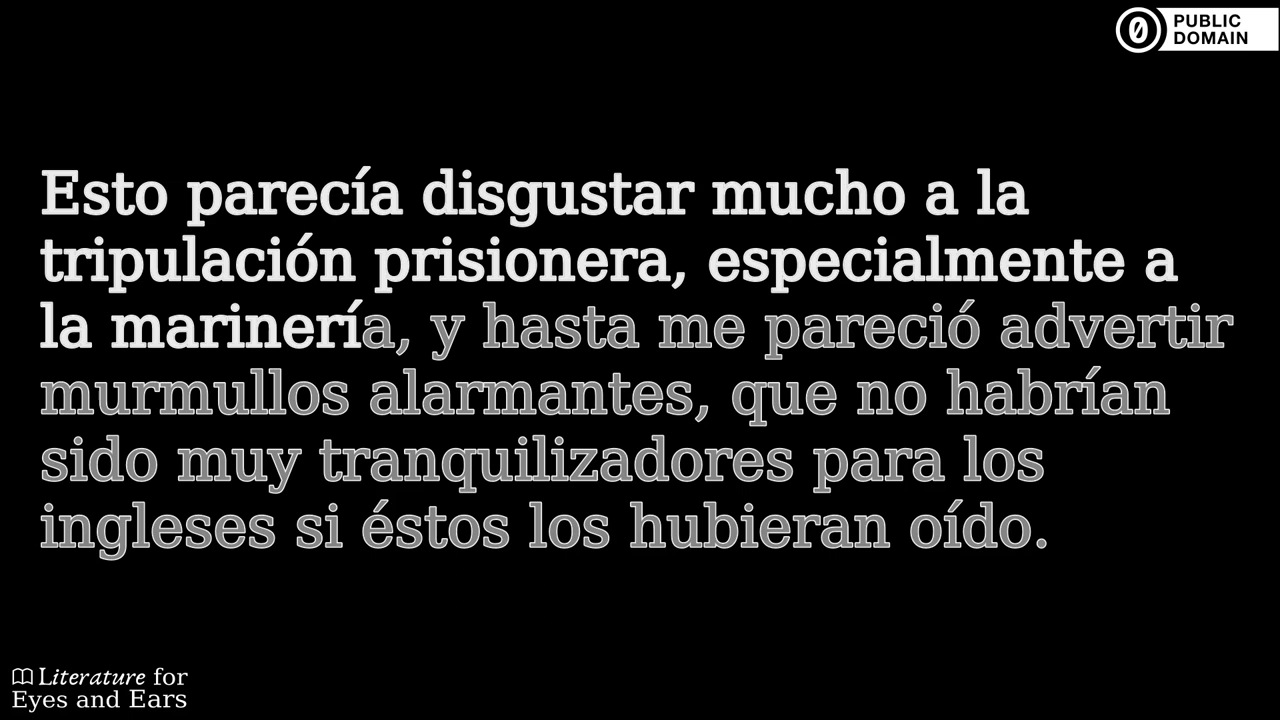 PUBLIC
DOMAIN
Esto parecía disgustar mucho a la
tripulación prisionera, especialmente a
la marinería, y hasta me pareció advertir
murmullos alarmantes, que no habrían
sido muy tranquilizadores para los
ingleses si éstos los hubieran oído.
Literature for
Eyes and Ears